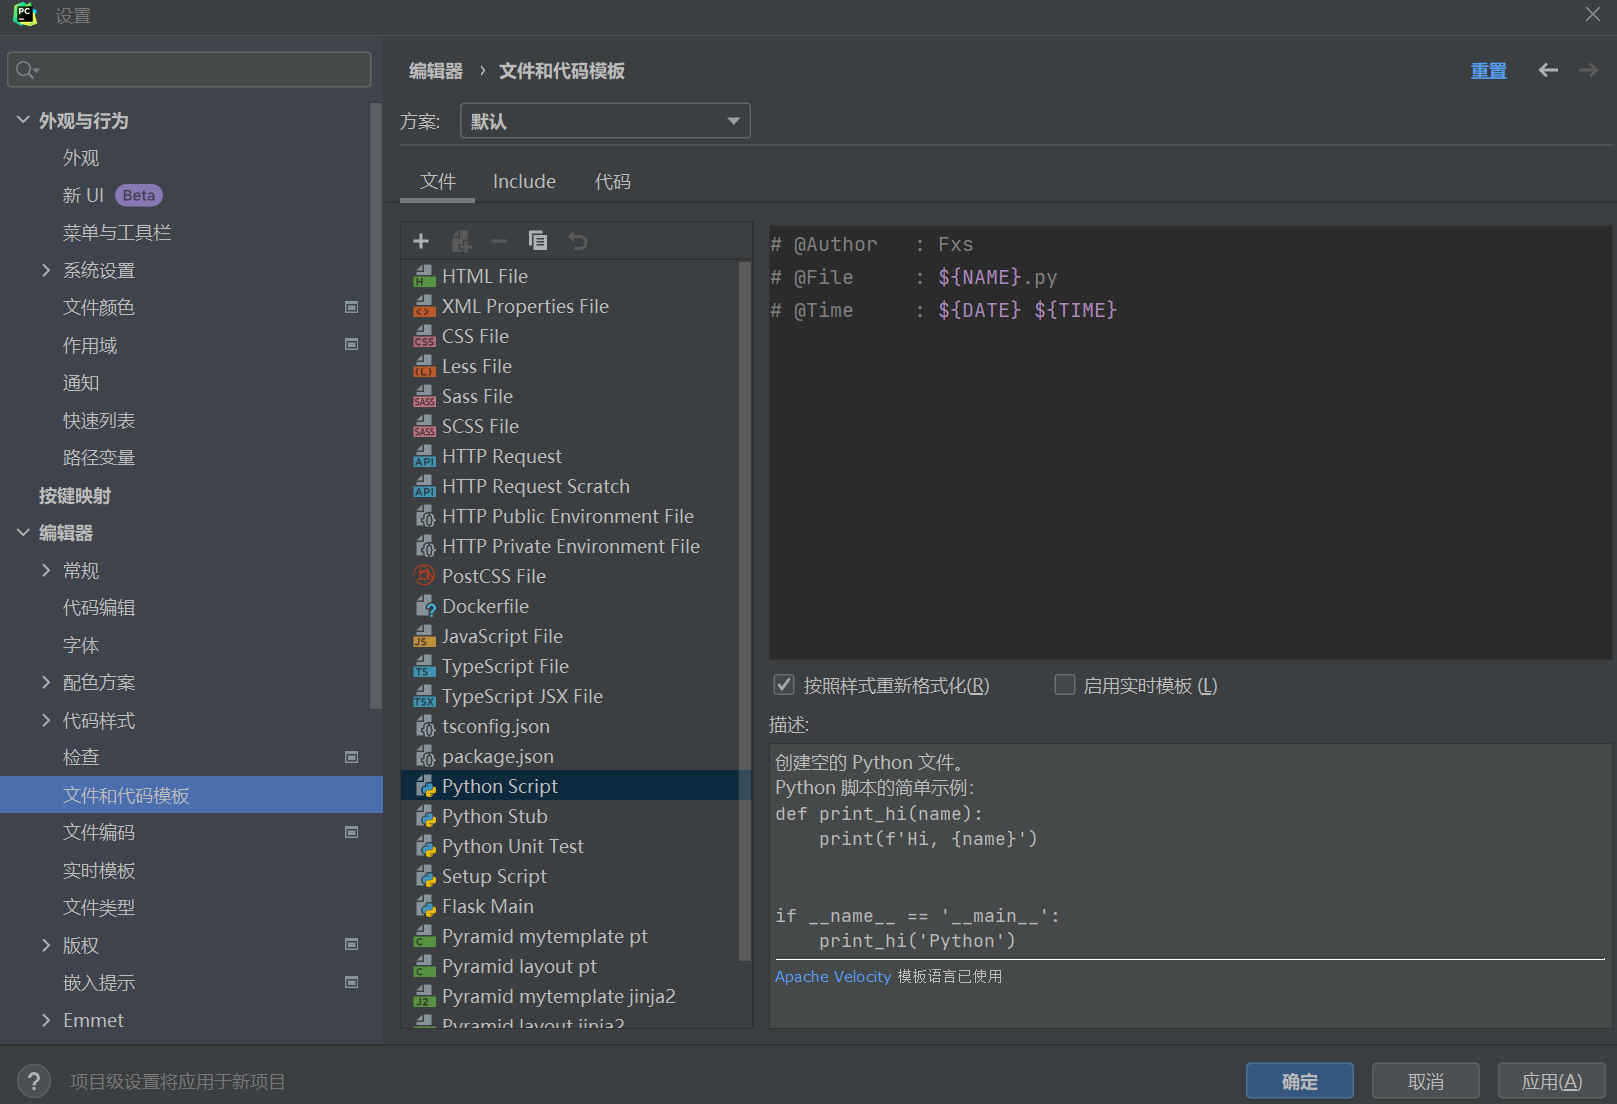 设置
外观与行为
外观
新 UI Beta
菜单与工具栏
系统设置
文件颜色
作用域
通知
快速列表
路径变量
按键映射
编辑器
常规
代码编辑
字体
配色方案
代码样式
检查
文件和代码模板
文件编码
实时模板
文件类型
版权
嵌入提示
Emmet
编辑器 › 文件和代码模板
重置
方案: 默认
文件 Include 代码
HTML File
XML Properties File
CSS File
Less File
Sass File
SCSS File
HTTP Request
HTTP Request Scratch
HTTP Public Environment File
HTTP Private Environment File
PostCSS File
Dockerfile
JavaScript File
TypeScript File
TypeScript JSX File
tsconfig.json
package.json
Python Script
Python Stub
Python Unit Test
Setup Script
Flask Main
Pyramid mytemplate pt
Pyramid layout pt
Pyramid mytemplate jinja2
Pyramid layout jinja2
# @Author   : Fxs
# @File     : ${NAME}.py
# @Time     : ${DATE} ${TIME}
按照样式重新格式化(R) 启用实时模板 (L)
描述:
创建空的 Python 文件。
Python 脚本的简单示例:
def print_hi(name):
    print(f'Hi, {name}')
if __name__ == '__main__':
    print_hi('Python')
Apache Velocity 模板语言已使用
? 项目级设置将应用于新项目
确定 取消 应用(A)